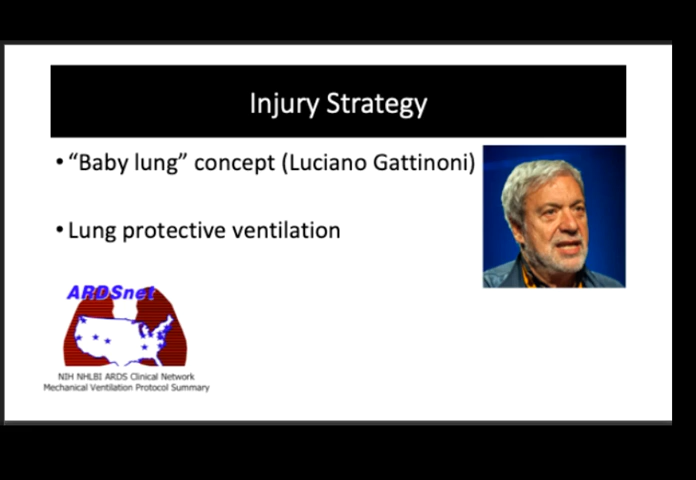 Injury Strategy
• “Baby lung” concept (Luciano Gattinoni)
• Lung protective ventilation
ARDSnet
NIH NHLBI ARDS Clinical Network
Mechanical Ventilation Protocol Summary